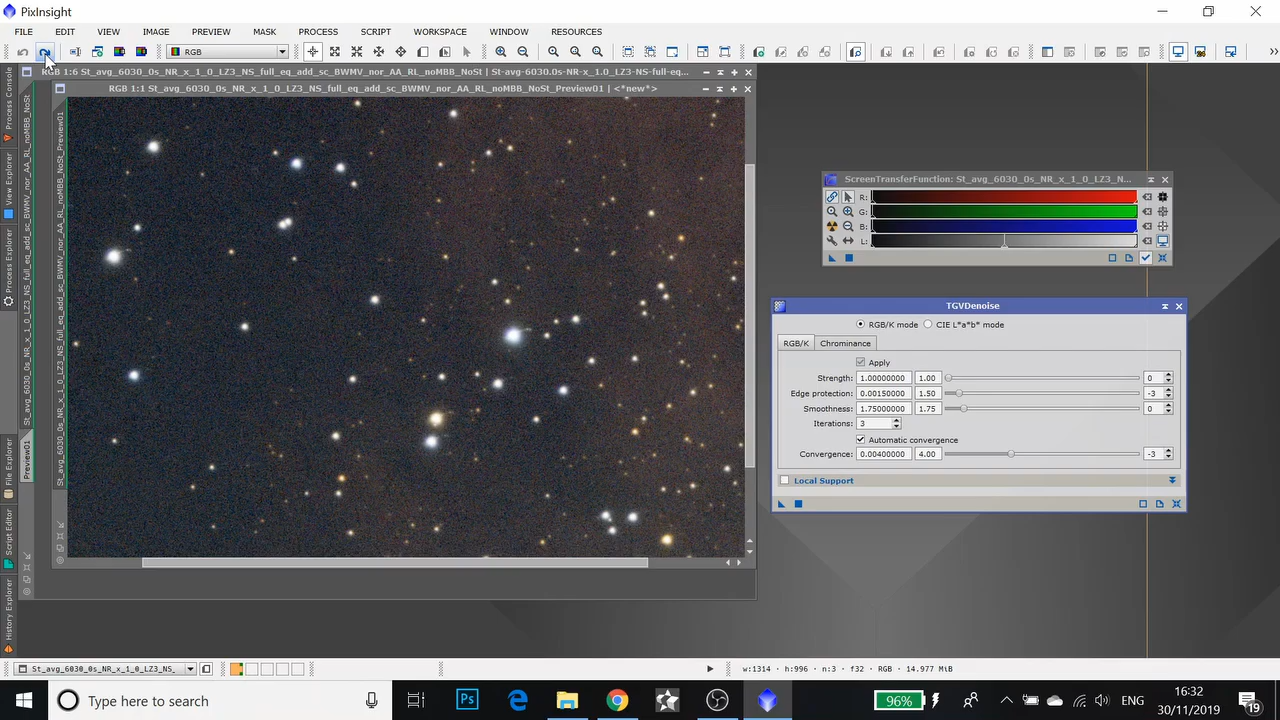 PixInsight
FILE EDIT VIEW IMAGE PREVIEW MASK PROCESS SCRIPT WORKSPACE WINDOW RESOURCES
RGB
RGB 1:6 St_avg_6030_0s_NR_x_1_0_LZ3_NS_full_eq_add_sc_BWMV_nor_AA_RL_noMBB_NoSt | St-avg-6030.0s-NR-x_1.0-LZ3-NS-full-eq...
RGB 1:1 St_avg_6030_0s_NR_x_1_0_LZ3_NS_full_eq_add_sc_BWMV_nor_AA_RL_noMBB_NoSt_Preview01 | <*new*>
Process Console
View Explorer
Process Explorer
File Explorer
Script Editor
History Explorer
St_avg_6030_0s_NR_x_1_0_LZ3_NS_full_eq_add_sc_BWMV_nor_AA_RL_noMBB_NoSt
Preview01
St_avg_6030_0s_NR_x_1_0_LZ3_NS_full_eq_add_sc_BWMV_nor_AA_RL_noMBB_NoSt_Preview01
ScreenTransferFunction: St_avg_6030_0s_NR_x_1_0_LZ3_N...
R:
G:
B:
L:
TGVDenoise
RGB/K mode CIE L*a*b* mode
RGB/K Chrominance
Apply
Strength: 1.00000000 1.00 0
Edge protection: 0.00150000 1.50 -3
Smoothness: 1.75000000 1.75 0
Iterations: 3
Automatic convergence
Convergence: 0.00400000 4.00 -3
Local Support
St_avg_6030_0s_NR_x_1_0_LZ3_NS_
w:1314 · h:996 · n:3 · f32 · RGB · 14.977 MiB
Type here to search
Ps
96%
ENG
16:32
30/11/2019
19